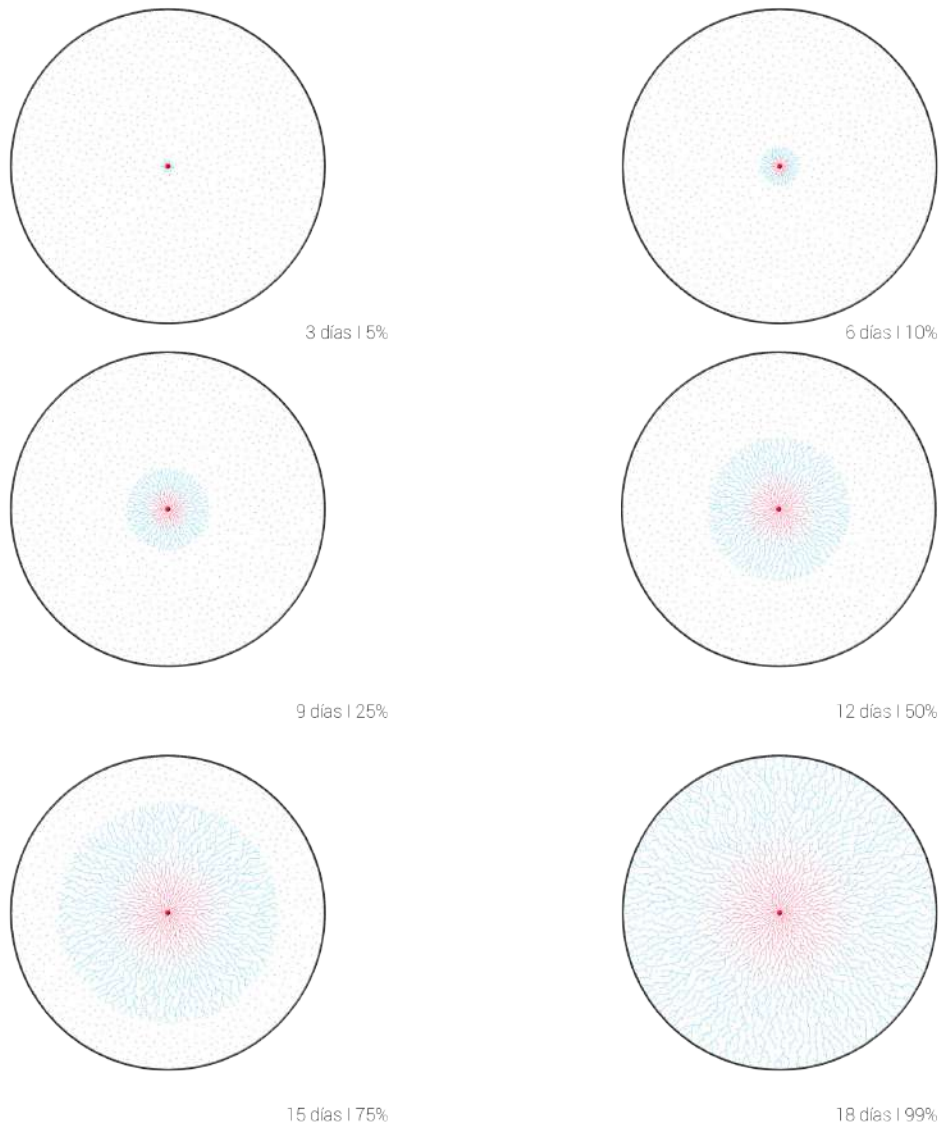 3 días | 5%
6 días | 10%
9 días | 25%
12 días | 50%
15 días | 75%
18 días | 99%